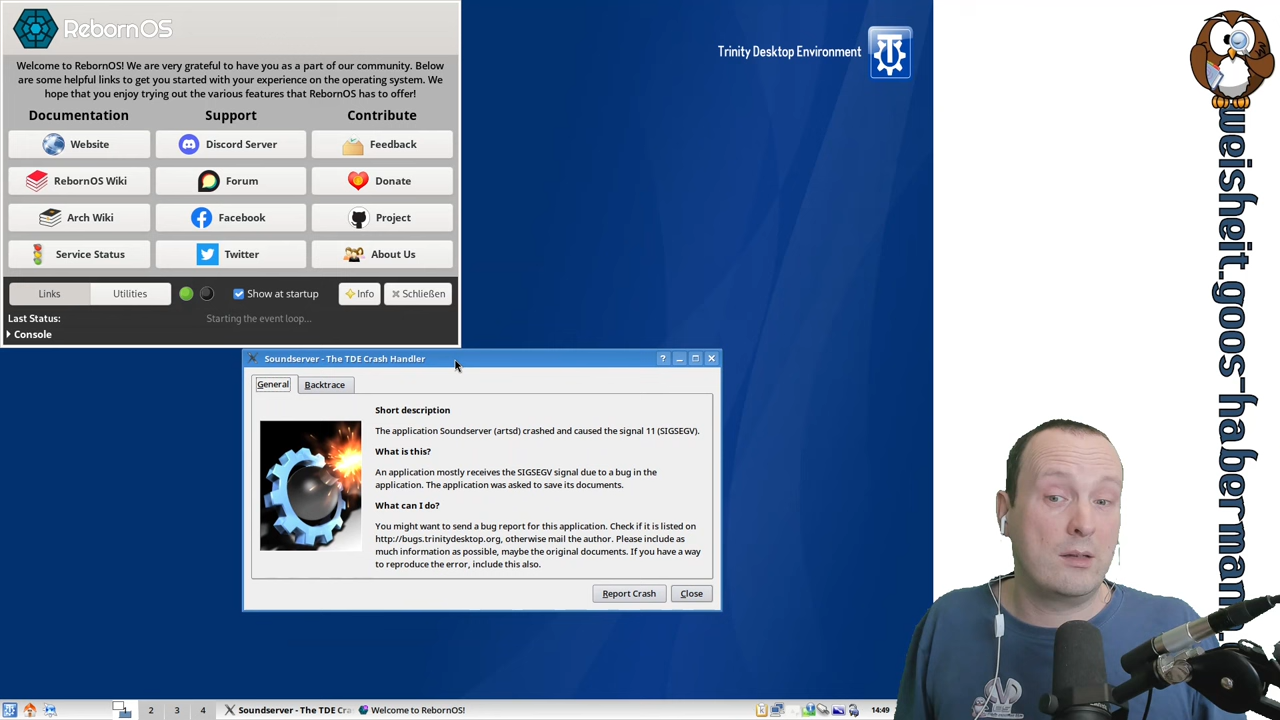 RebornOS
Welcome to RebornOS! We are very grateful to have you as a part of our community. Below
are some helpful links to get you started with your experience on the operating system. We
hope that you enjoy trying out the various features that RebornOS has to offer!
Documentation
Support
Contribute
Website
Discord Server
Feedback
RebornOS Wiki
Forum
Donate
Arch Wiki
Facebook
Project
Service Status
Twitter
About Us
Links
Utilities
Show at startup
Info
Schließen
Last Status:
Starting the event loop...
Console
Trinity Desktop Environment
Soundserver - The TDE Crash Handler
General
Backtrace
Short description
The application Soundserver (artsd) crashed and caused the signal 11 (SIGSEGV).
What is this?
An application mostly receives the SIGSEGV signal due to a bug in the
application. The application was asked to save its documents.
What can I do?
You might want to send a bug report for this application. Check if it is listed on
http://bugs.trinitydesktop.org, otherwise mail the author. Please include as
much information as possible, maybe the original documents. If you have a way
to reproduce the error, include this also.
Report Crash
Close
2
3
4
Soundserver - The TDE Cra
Welcome to RebornOS!
14:49
weisheit.goos-habermann.